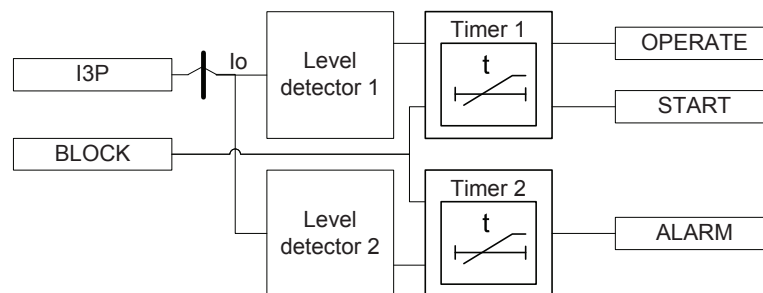 Timer 1
OPERATE
Level
detector 1
Io
t
I3P
START
BLOCK
Timer 2
Level
detector 2
t
ALARM